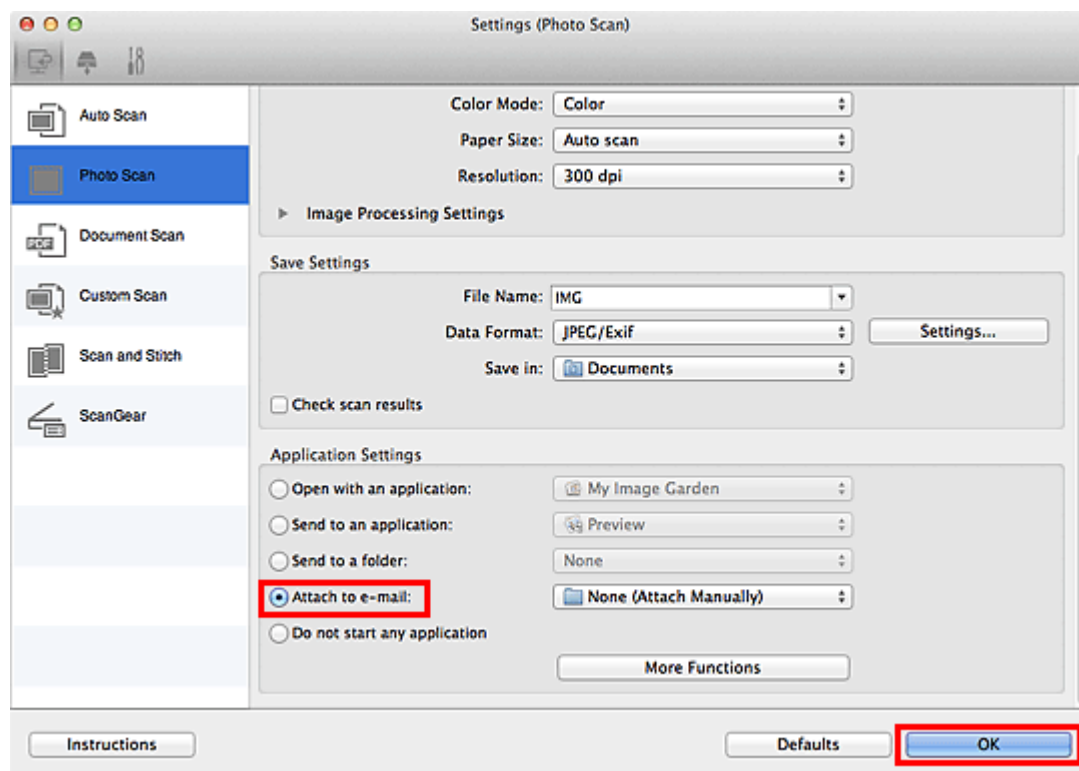 Settings (Photo Scan)
Auto Scan
Photo Scan
Document Scan
PDF
Custom Scan
Scan and Stitch
ScanGear
Color Mode: Color
Paper Size: Auto scan
Resolution: 300 dpi
Image Processing Settings
Save Settings
File Name: IMG
Data Format: JPEG/Exif Settings...
Save in: Documents
Check scan results
Application Settings
Open with an application: My Image Garden
Send to an application: Preview
Send to a folder: None
Attach to e-mail: None (Attach Manually)
Do not start any application
More Functions
Instructions Defaults OK